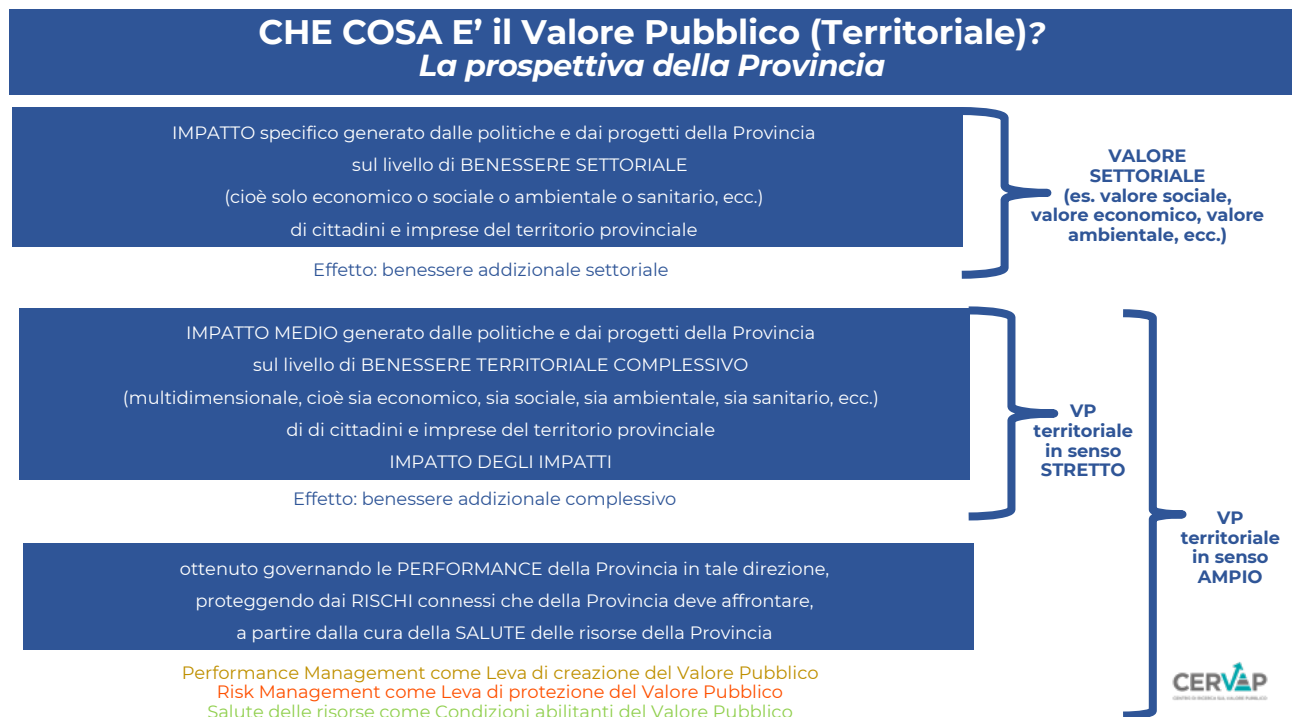 CHE COSA E’ il Valore Pubblico (Territoriale)?
La prospettiva della Provincia
IMPATTO specifico generato dalle politiche e dai progetti della Provincia
sul livello di BENESSERE SETTORIALE
(cioè solo economico o sociale o ambientale o sanitario, ecc.)
di cittadini e imprese del territorio provinciale
Effetto: benessere addizionale settoriale
VALORE
SETTORIALE
(es. valore sociale,
valore economico, valore
ambientale, ecc.)
IMPATTO MEDIO generato dalle politiche e dai progetti della Provincia
sul livello di BENESSERE TERRITORIALE COMPLESSIVO
(multidimensionale, cioè sia economico, sia sociale, sia ambientale, sia sanitario, ecc.)
di di cittadini e imprese del territorio provinciale
IMPATTO DEGLI IMPATTI
Effetto: benessere addizionale complessivo
VP
territoriale
in senso
STRETTO
VP
territoriale
in senso
AMPIO
ottenuto governando le PERFORMANCE della Provincia in tale direzione,
proteggendo dai RISCHI connessi che della Provincia deve affrontare,
a partire dalla cura della SALUTE delle risorse della Provincia
Performance Management come Leva di creazione del Valore Pubblico
Risk Management come Leva di protezione del Valore Pubblico
Salute delle risorse come Condizioni abilitanti del Valore Pubblico
CERVAP
CENTRO DI RICERCA SUL VALORE PUBBLICO